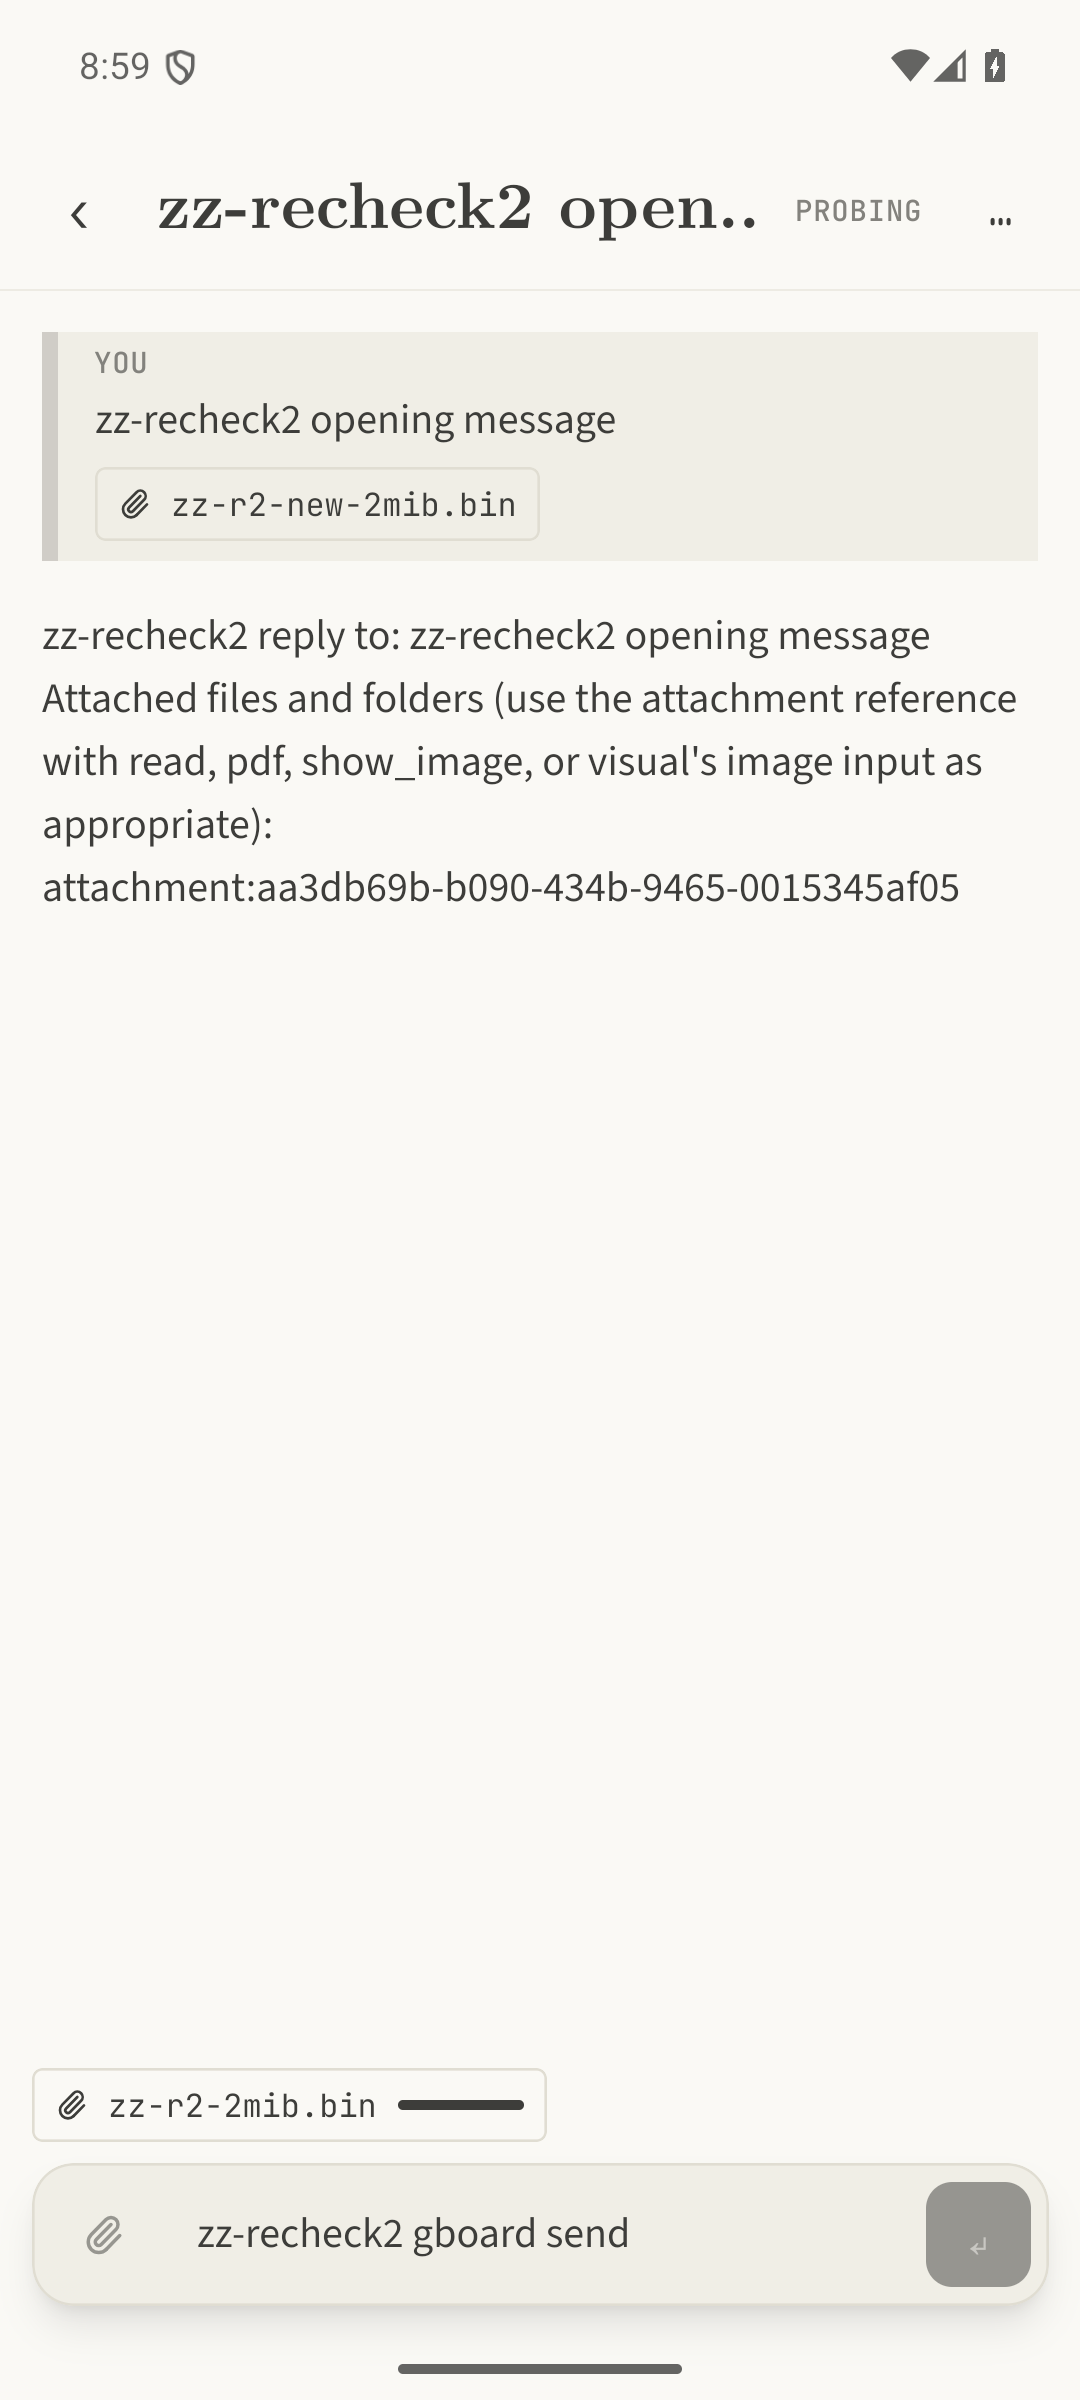 8:59
‹ zz-recheck2 open.. PROBING …
YOU
zz-recheck2 opening message
zz-r2-new-2mib.bin
zz-recheck2 reply to: zz-recheck2 opening message
Attached files and folders (use the attachment reference
with read, pdf, show_image, or visual's image input as
appropriate):
attachment:aa3db69b-b090-434b-9465-0015345af05
zz-r2-2mib.bin
zz-recheck2 gboard send